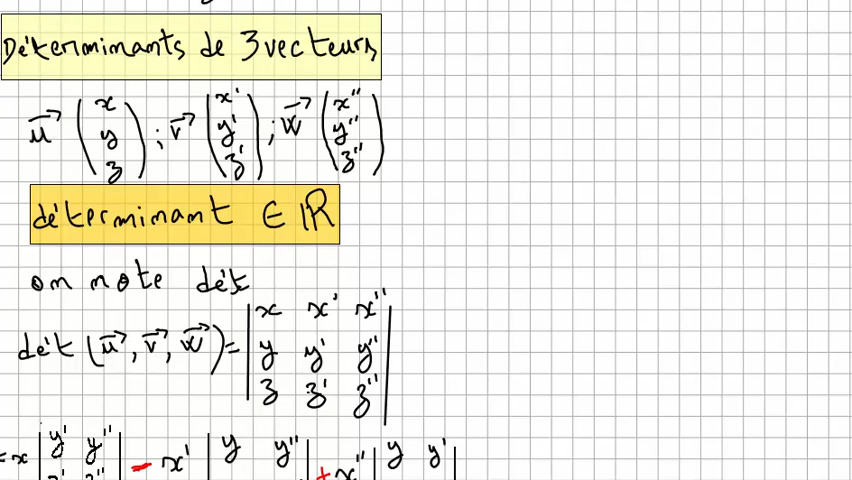 Déterminants de 3 vecteurs
u⃗ (x y z) ; v⃗ (x' y' z') ; w⃗ (x'' y'' z'')
déterminant ∈ ℝ
on note dét
dét (u⃗, v⃗, w⃗) = | x x' x'' |
| y y' y'' |
| z z' z'' |
= x | y' y'' | - x' | y y'' | + x'' | y y' |
z' z''